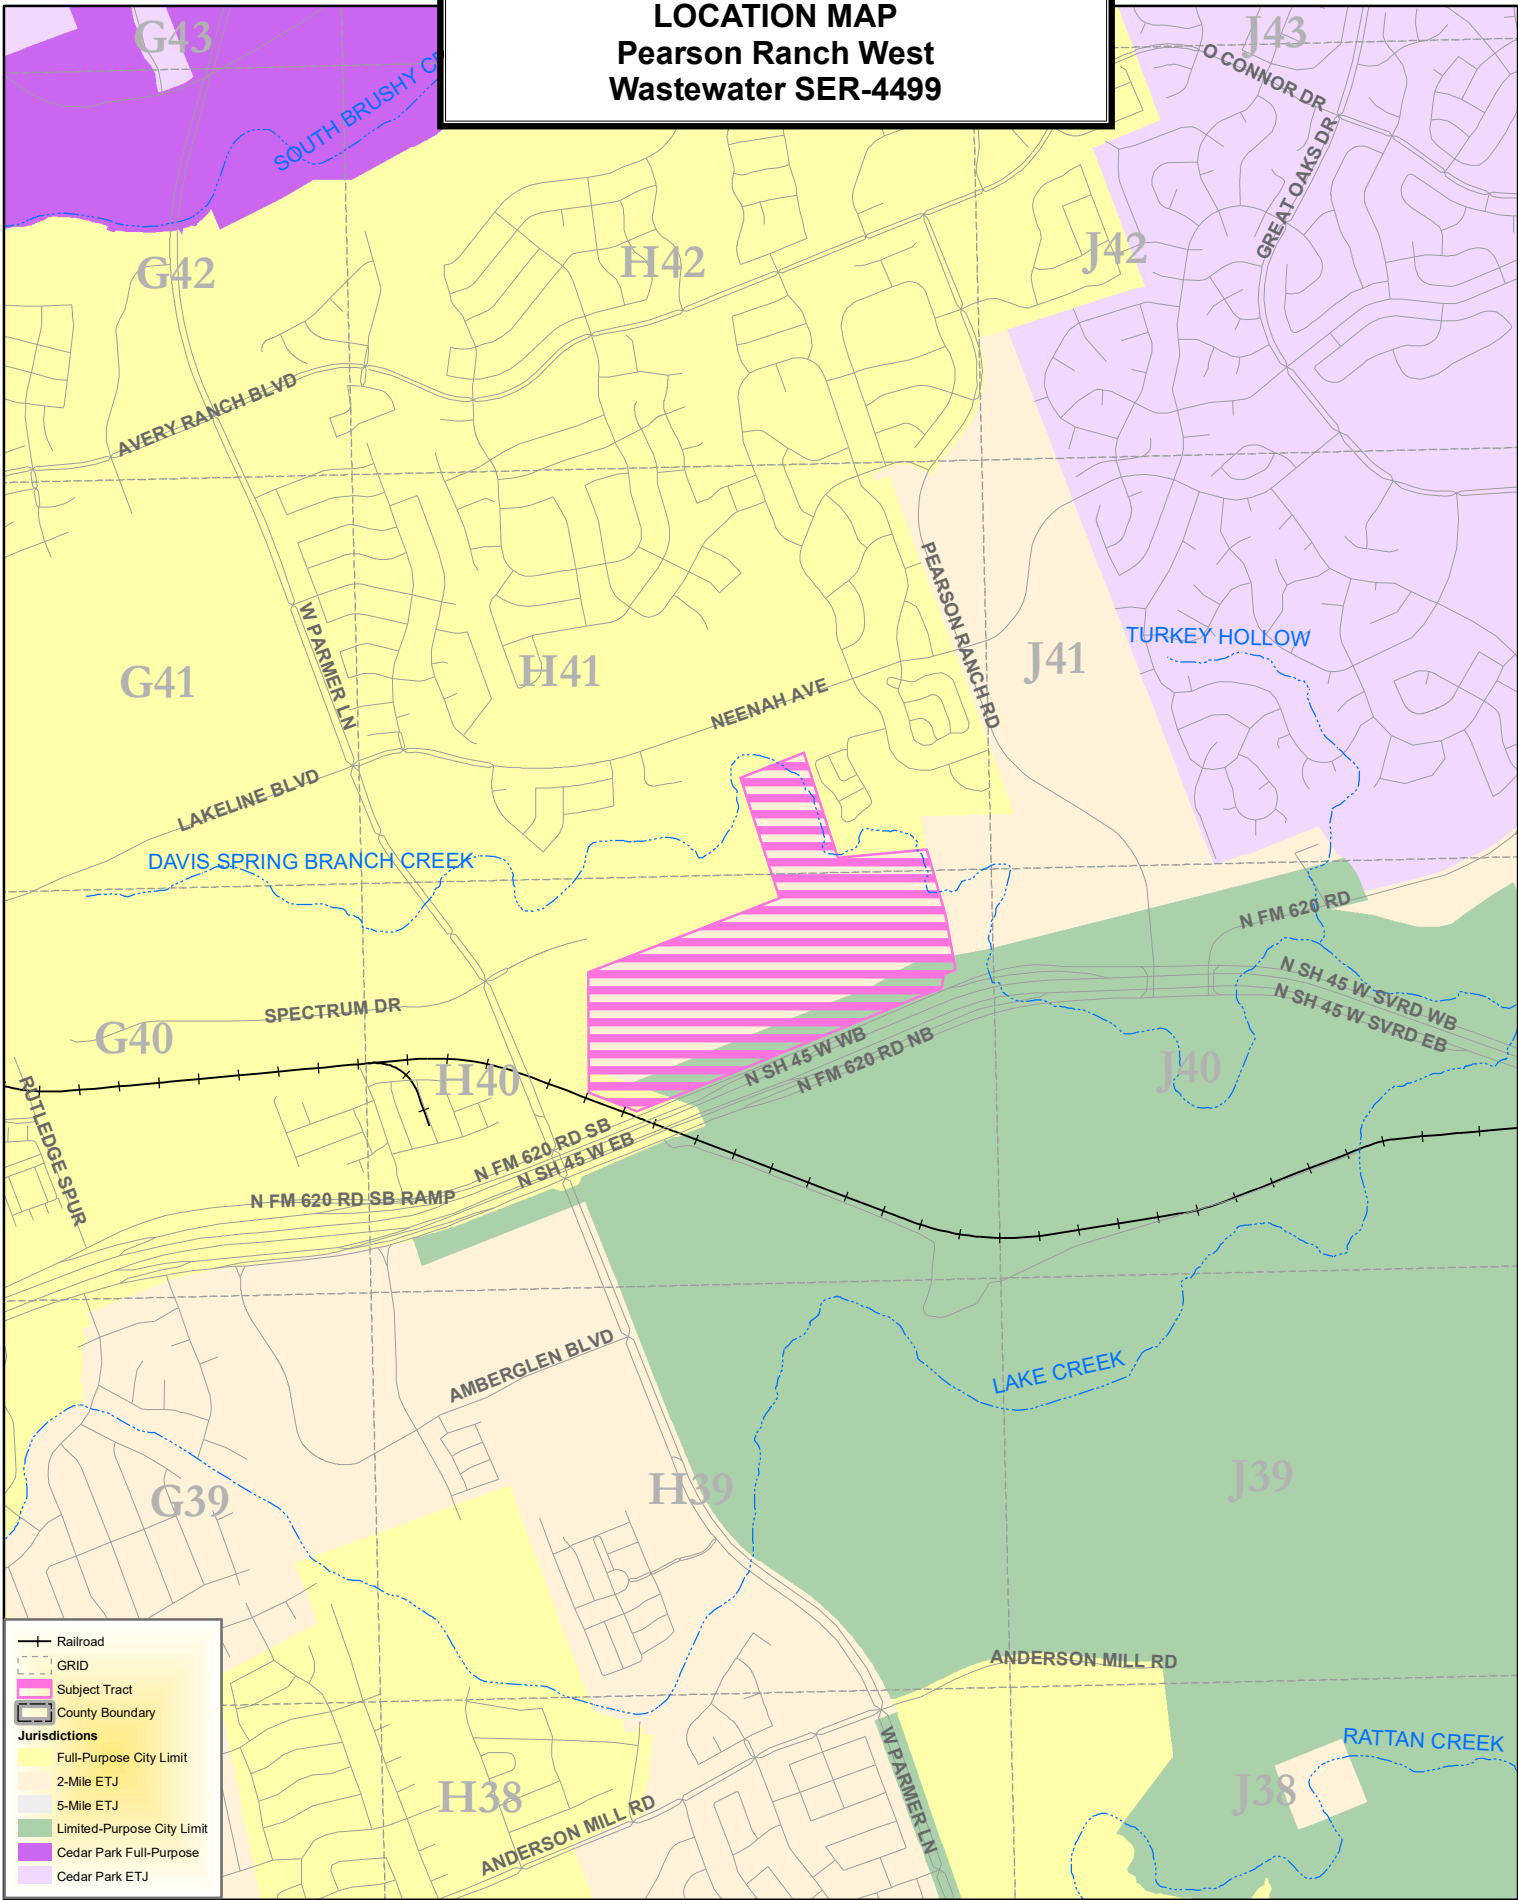 LOCATION MAP
Pearson Ranch West
Wastewater SER-4499
G43
J43
SOUTH BRUSHY CR
O CONNOR DR
GREAT OAKS DR
G42
H42
J42
AVERY RANCH BLVD
PEARSON RANCH RD
W PARMER LN
TURKEY HOLLOW
G41
H41
J41
NEENAH AVE
LAKELINE BLVD
DAVIS SPRING BRANCH CREEK
N FM 620 RD
N SH 45 W SVRD WB
N SH 45 W SVRD EB
SPECTRUM DR
G40
H40
J40
N SH 45 W WB
N FM 620 RD NB
RUTLEDGE SPUR
N FM 620 RD SB
N SH 45 W EB
N FM 620 RD SB RAMP
AMBERGLEN BLVD
LAKE CREEK
G39
H39
J39
ANDERSON MILL RD
RATTAN CREEK
W PARMER LN
H38
J38
ANDERSON MILL RD
Railroad
GRID
Subject Tract
County Boundary
Jurisdictions
Full-Purpose City Limit
2-Mile ETJ
5-Mile ETJ
Limited-Purpose City Limit
Cedar Park Full-Purpose
Cedar Park ETJ